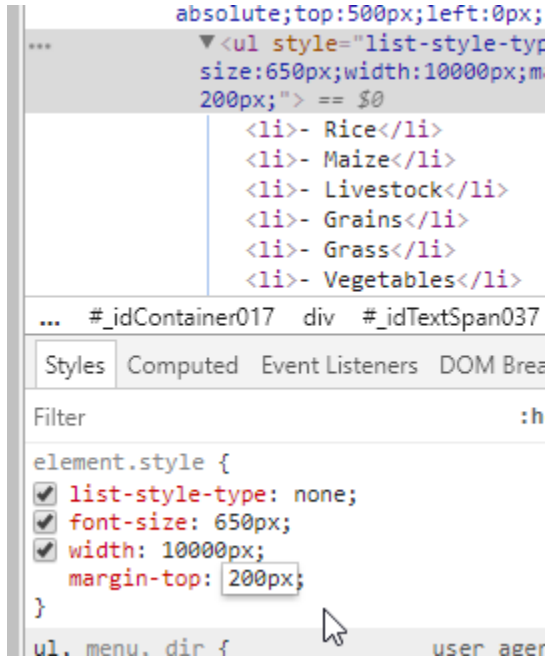 absolute;top:500px;left:0px;
... ▼<ul style="list-style-typ
size:650px;width:10000px;ma
200px;"> == $0
<li>- Rice</li>
<li>- Maize</li>
<li>- Livestock</li>
<li>- Grains</li>
<li>- Grass</li>
<li>- Vegetables</li>
... #_idContainer017 div #_idTextSpan037
Styles Computed Event Listeners DOM Brea
Filter :h
element.style {
list-style-type: none;
font-size: 650px;
width: 10000px;
margin-top: 200px;
}
ul, menu, dir { user agen